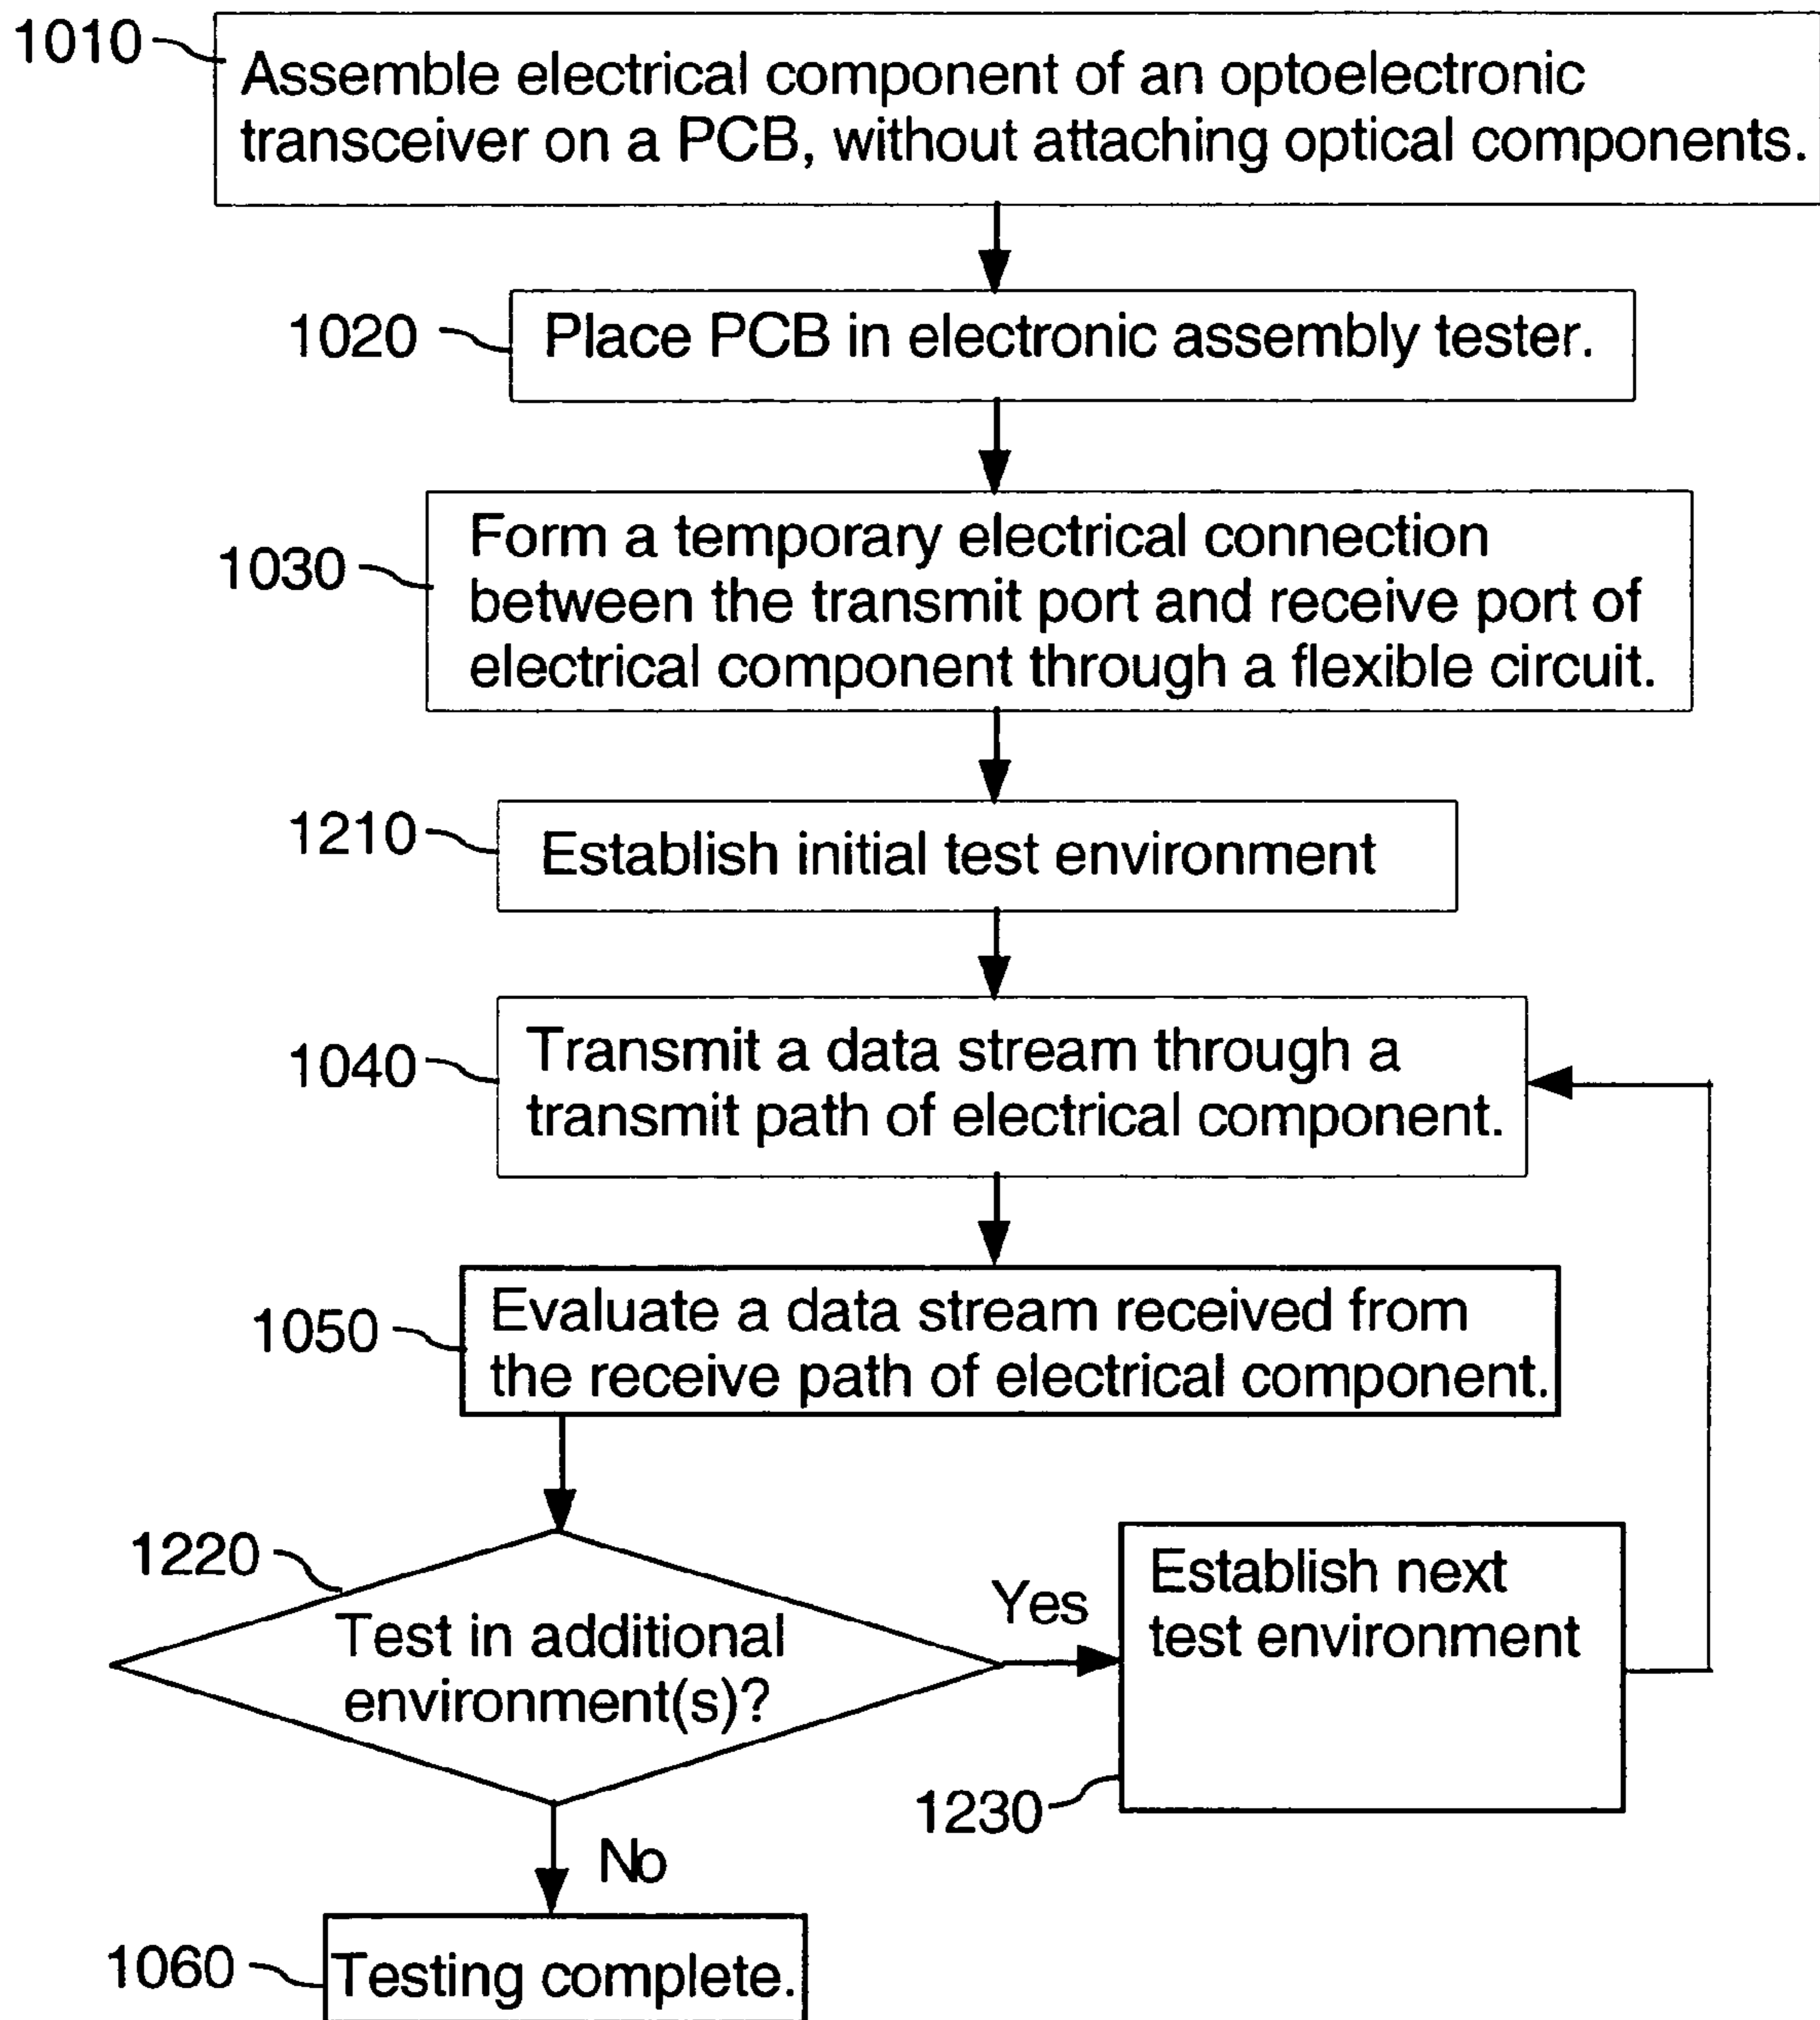 1010
Assemble electrical component of an optoelectronic
transceiver on a PCB, without attaching optical components.
1020
Place PCB in electronic assembly tester.
1030
Form a temporary electrical connection
between the transmit port and receive port of
electrical component through a flexible circuit.
1210
Establish initial test environment
1040
Transmit a data stream through a
transmit path of electrical component.
1050
Evaluate a data stream received from
the receive path of electrical component.
1220
Test in additional
environment(s)?
Yes
Establish next
test environment
1230
No
1060
Testing complete.